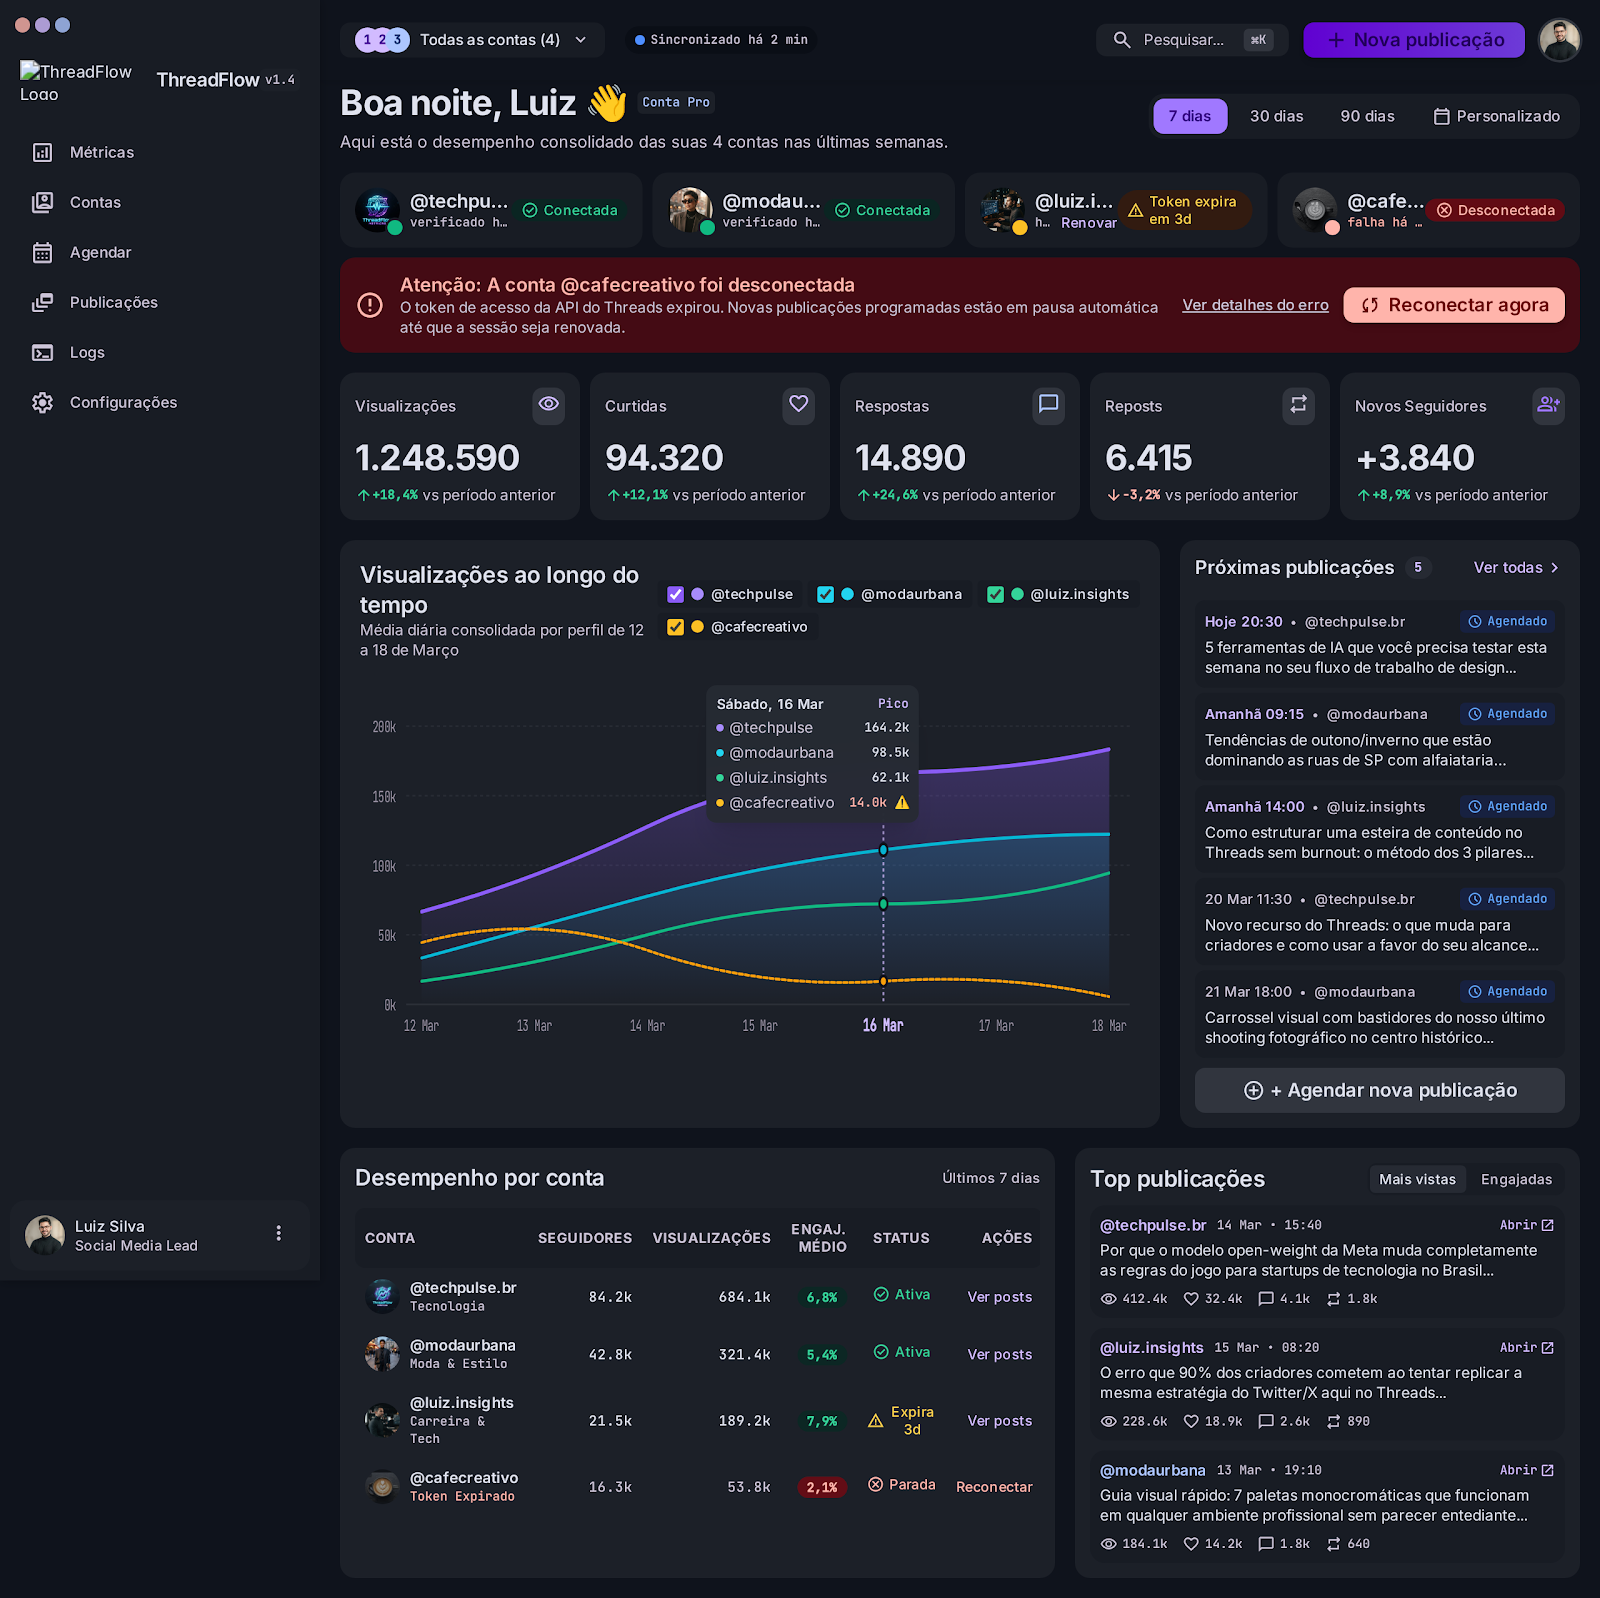 ThreadFlow
Logo
ThreadFlow v1.4
Métricas
Contas
Agendar
Publicações
Logs
Configurações
Luiz Silva
Social Media Lead
1 2 3 Todas as contas (4)
Sincronizado há 2 min
Pesquisar... ⌘K
+ Nova publicação
Boa noite, Luiz 👋 Conta Pro
Aqui está o desempenho consolidado das suas 4 contas nas últimas semanas.
7 dias 30 dias 90 dias Personalizado
@techpu... Conectada
verificado h…
@modau... Conectada
verificado h…
@luiz.i... Token expira
em 3d
h… Renovar
@cafe... Desconectada
falha há …
Atenção: A conta @cafecreativo foi desconectada
O token de acesso da API do Threads expirou. Novas publicações programadas estão em pausa automática
até que a sessão seja renovada.
Ver detalhes do erro
Reconectar agora
Visualizações
1.248.590
+18,4% vs período anterior
Curtidas
94.320
+12,1% vs período anterior
Respostas
14.890
+24,6% vs período anterior
Reposts
6.415
-3,2% vs período anterior
Novos Seguidores
+3.840
+8,9% vs período anterior
Visualizações ao longo do
tempo
Média diária consolidada por perfil de 12
a 18 de Março
@techpulse @modaurbana @luiz.insights
@cafecreativo
Sábado, 16 Mar Pico
@techpulse 164.2k
@modaurbana 98.5k
@luiz.insights 62.1k
@cafecreativo 14.0k ⚠️
200k
150k
100k
50k
0k
12 Mar 13 Mar 14 Mar 15 Mar 16 Mar 17 Mar 18 Mar
Próximas publicações 5 Ver todas
Hoje 20:30 • @techpulse.br Agendado
5 ferramentas de IA que você precisa testar esta
semana no seu fluxo de trabalho de design...
Amanhã 09:15 • @modaurbana Agendado
Tendências de outono/inverno que estão
dominando as ruas de SP com alfaiataria...
Amanhã 14:00 • @luiz.insights Agendado
Como estruturar uma esteira de conteúdo no
Threads sem burnout: o método dos 3 pilares...
20 Mar 11:30 • @techpulse.br Agendado
Novo recurso do Threads: o que muda para
criadores e como usar a favor do seu alcance...
21 Mar 18:00 • @modaurbana Agendado
Carrossel visual com bastidores do nosso último
shooting fotográfico no centro histórico...
+ Agendar nova publicação
Desempenho por conta Últimos 7 dias
CONTA SEGUIDORES VISUALIZAÇÕES ENGAJ.
MÉDIO STATUS AÇÕES
@techpulse.br
Tecnologia
84.2k 684.1k 6,8% Ativa Ver posts
@modaurbana
Moda & Estilo
42.8k 321.4k 5,4% Ativa Ver posts
@luiz.insights
Carreira &
Tech
21.5k 189.2k 7,9% Expira
3d Ver posts
@cafecreativo
Token Expirado
16.3k 53.8k 2,1% Parada Reconectar
Top publicações Mais vistas Engajadas
@techpulse.br 14 Mar • 15:40 Abrir
Por que o modelo open-weight da Meta muda completamente
as regras do jogo para startups de tecnologia no Brasil...
412.4k 32.4k 4.1k 1.8k
@luiz.insights 15 Mar • 08:20 Abrir
O erro que 90% dos criadores cometem ao tentar replicar a
mesma estratégia do Twitter/X aqui no Threads...
228.6k 18.9k 2.6k 890
@modaurbana 13 Mar • 19:10 Abrir
Guia visual rápido: 7 paletas monocromáticas que funcionam
em qualquer ambiente profissional sem parecer entediante...
184.1k 14.2k 1.8k 640